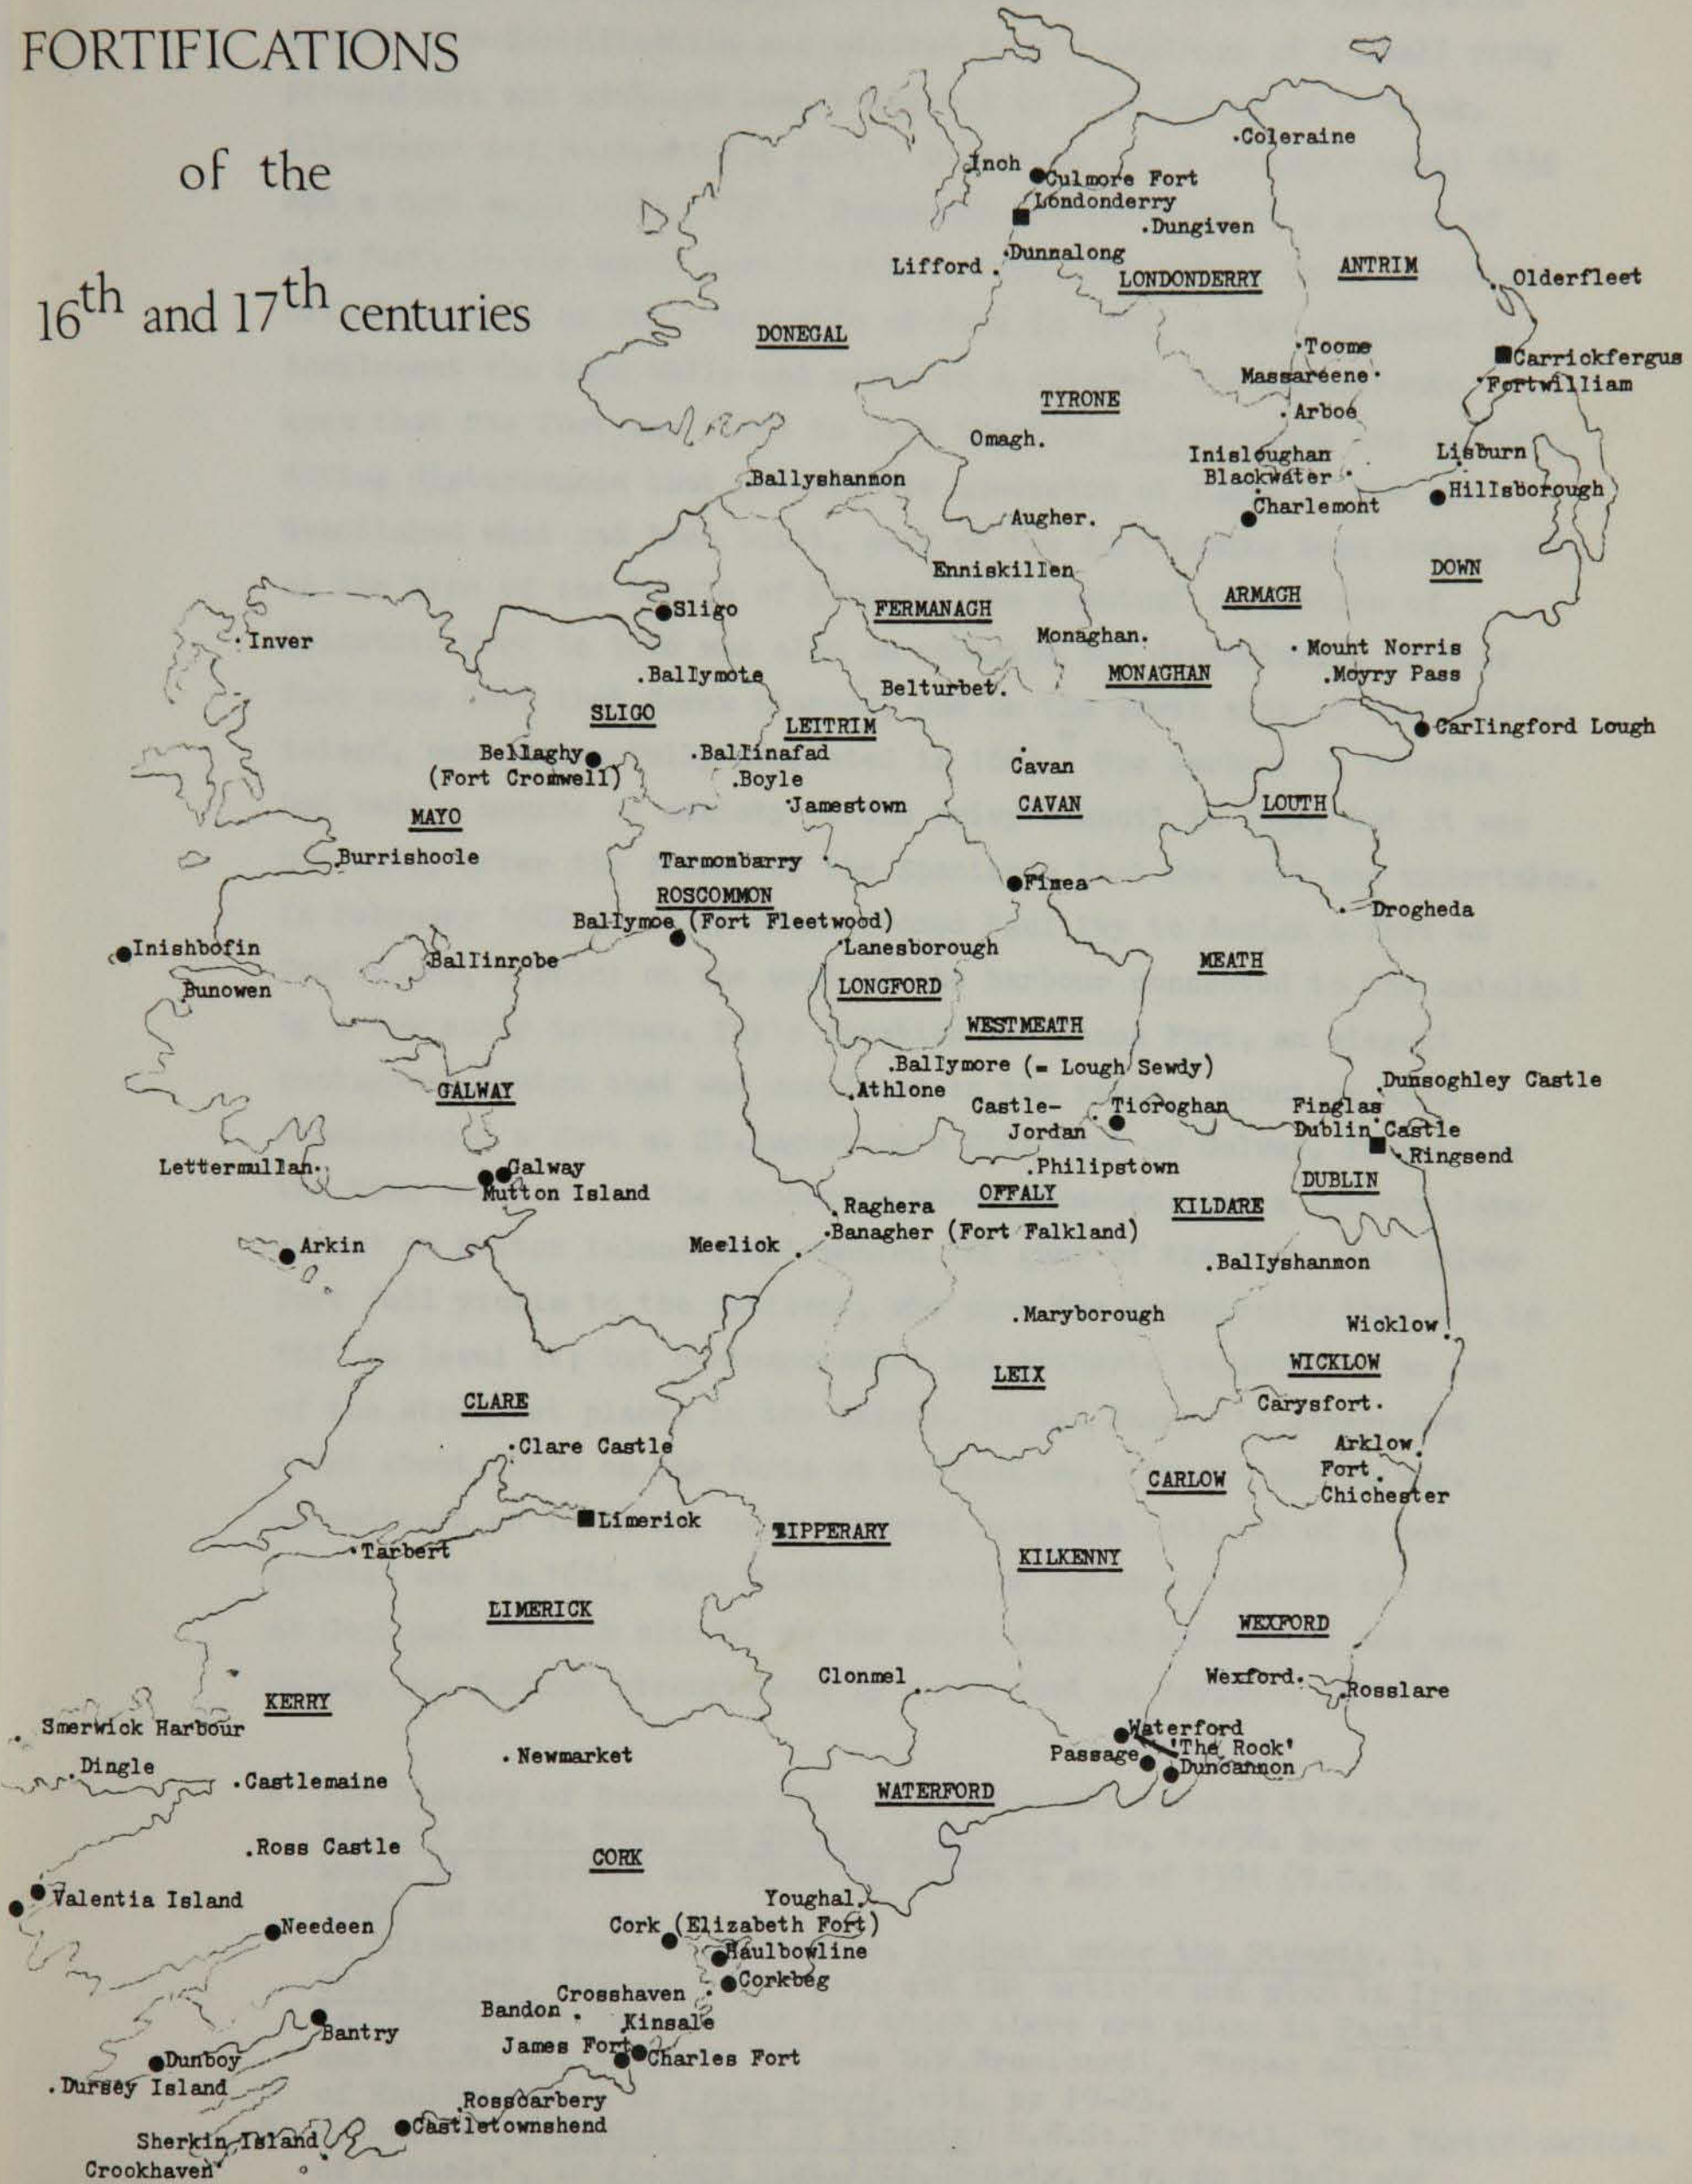 FORTIFICATIONS
of the
16th and 17th centuries
Coleraine
Inch
Culmore Fort
Londonderry
Dungiven
Dunnalong
Lifford
LONDONDERRY
ANTRIM
Olderfleet
DONEGAL
Toome
Carrickfergus
Massareene
Fortwilliam
TYRONE
Arboe
Omagh.
Inisloughan
Lisburn
Blackwater
Ballyshannon
Hillsborough
Charlemont
Augher.
Enniskillen
DOWN
ARMAGH
Sligo
FERMANAGH
Inver
Monaghan.
Mount Norris
Ballymote
MONAGHAN
Moyry Pass
Belturbet.
SLIGO
LEITRIM
Carlingford Lough
Bellaghy
(Fort Cromwell)
Ballinafad
Cavan
Boyle
Jamestown
CAVAN
LOUTH
MAYO
Burrishoole
Tarmonbarry
Finea
ROSCOMMON
Drogheda
Ballymoe (Fort Fleetwood)
Inishbofin
Lanesborough
Ballinrobe
MEATH
Bunowen
LONGFORD
WESTMEATH
Ballymore (= Lough Sewdy)
Dunsoghley Castle
GALWAY
Athlone
Castle-
Jordan
Ticroghan
Finglas
Dublin Castle
Ringsend
Lettermullan
Galway
Mutton Island
Philipstown
DUBLIN
OFFALY
Raghera
KILDARE
Banagher (Fort Falkland)
Arkin
Meeliok
Ballyshannon
Maryborough
Wicklow
WICKLOW
LEIX
CLARE
Carysfort.
Clare Castle
Arklow
Fort
Chichester
CARLOW
Limerick
TIPPERARY
Tarbert
KILKENNY
LIMERICK
WEXFORD
Clonmel
Wexford.
Rosslare
KERRY
Smerwick Harbour
Waterford
'The Rock'
Passage
Duncannon
Newmarket
Dingle
Castlemaine
WATERFORD
Ross Castle
CORK
Valentia Island
Youghal
Needeen
Cork (Elizabeth Fort)
Haulbowline
Corkbeg
Crosshaven
Bandon
Kinsale
Bantry
James Fort
Charles Fort
Dunboy
Dursey Island
Rosscarbery
Castletownshend
Sherkin Island
Crookhaven